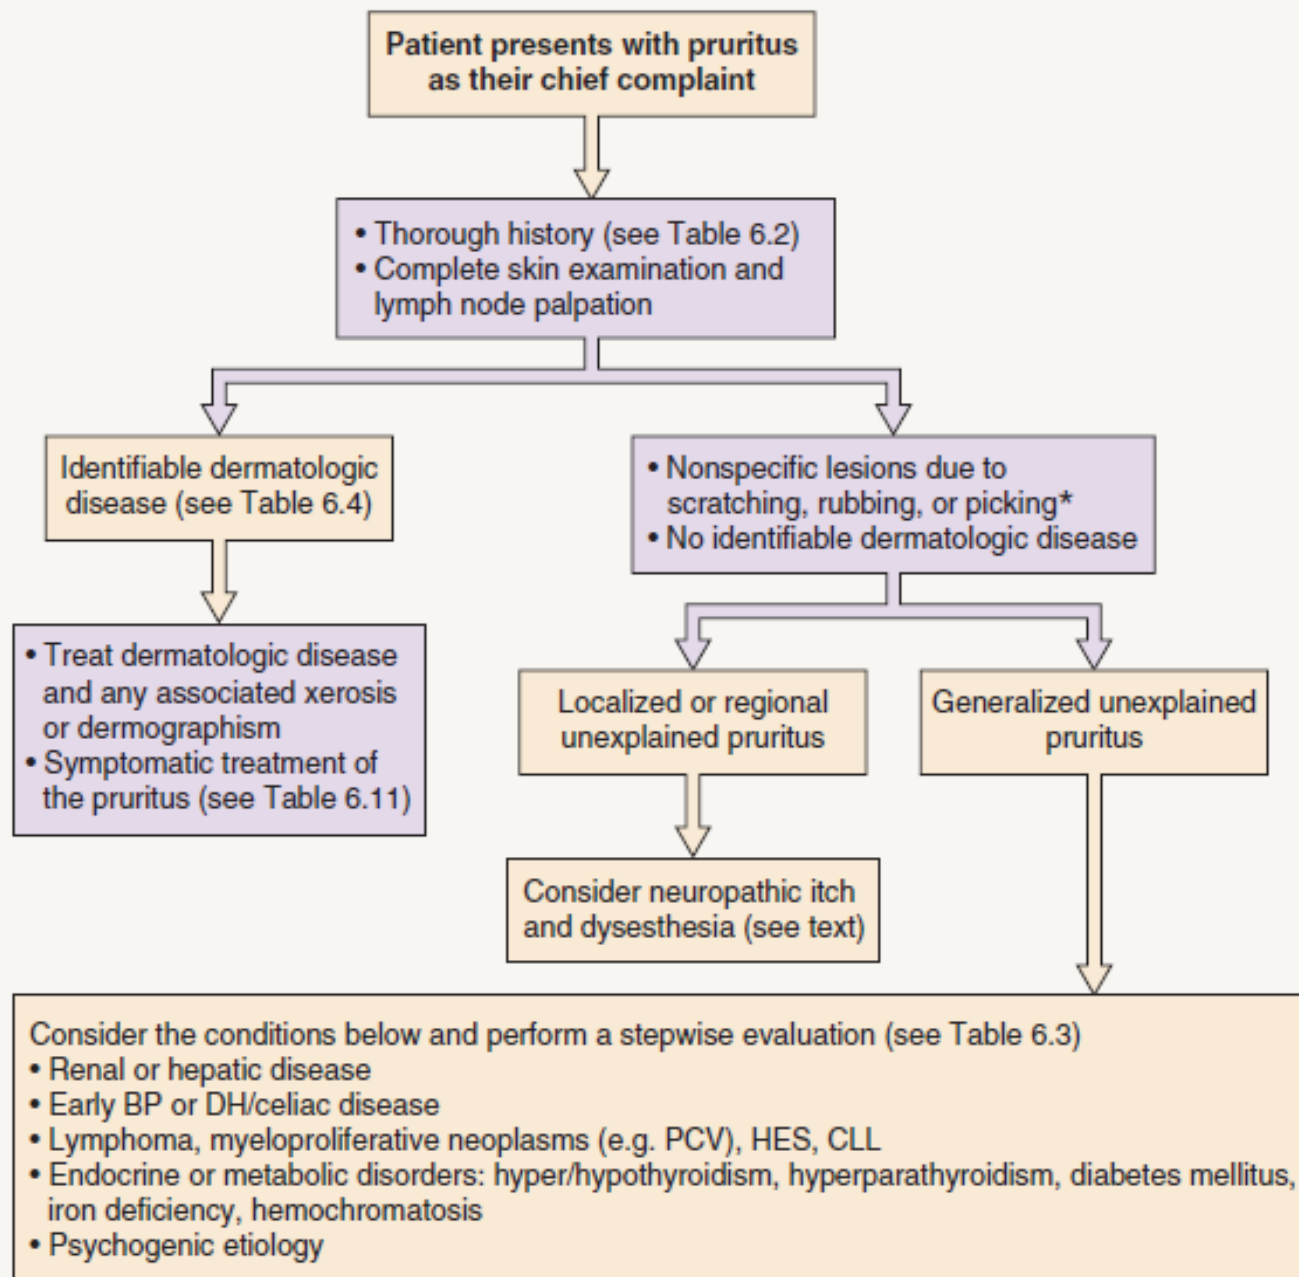 Patient presents with pruritus
as their chief complaint
• Thorough history (see Table 6.2)
• Complete skin examination and
lymph node palpation
Identifiable dermatologic
disease (see Table 6.4)
• Nonspecific lesions due to
scratching, rubbing, or picking*
• No identifiable dermatologic disease
• Treat dermatologic disease
and any associated xerosis
or dermographism
• Symptomatic treatment of
the pruritus (see Table 6.11)
Localized or regional
unexplained pruritus
Generalized unexplained
pruritus
Consider neuropathic itch
and dysesthesia (see text)
Consider the conditions below and perform a stepwise evaluation (see Table 6.3)
• Renal or hepatic disease
• Early BP or DH/celiac disease
• Lymphoma, myeloproliferative neoplasms (e.g. PCV), HES, CLL
• Endocrine or metabolic disorders: hyper/hypothyroidism, hyperparathyroidism, diabetes mellitus,
iron deficiency, hemochromatosis
• Psychogenic etiology